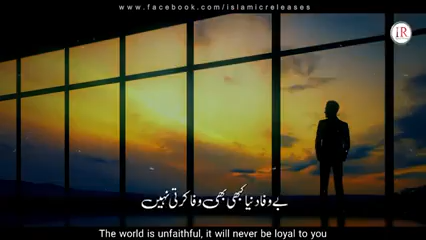 www.facebook.com/islamicreleases
iR
بے وفا دنیا کبھی بھی وفا کرتی نہیں
The world is unfaithful, it will never be loyal to you